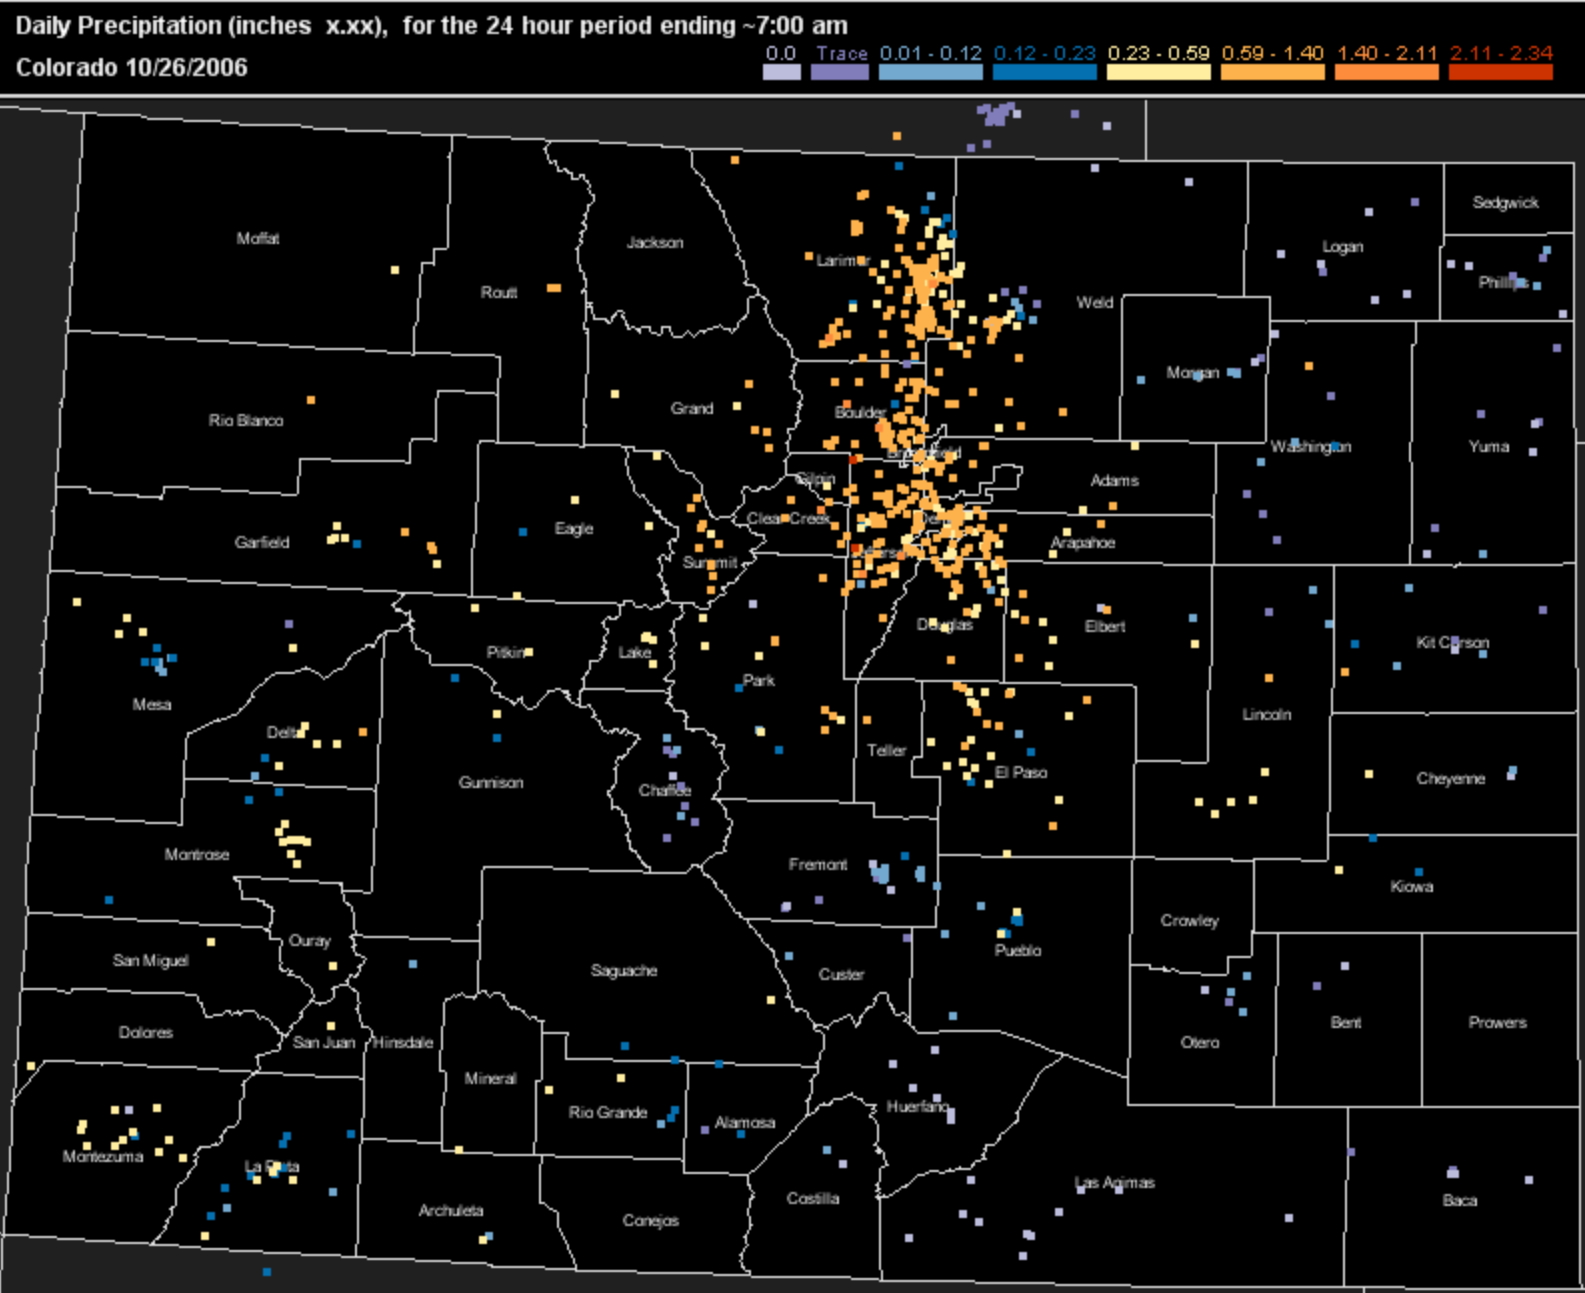 Daily Precipitation (inches x.xx), for the 24 hour period ending ~7:00 am
Colorado 10/26/2006
0.0 Trace 0.01 - 0.12 0.12 - 0.23 0.23 - 0.59 0.59 - 1.40 1.40 - 2.11 2.11 - 2.34
Sedgwick
Moffat
Jackson
Logan
Larimer
Phillips
Routt
Weld
Morgan
Grand
Boulder
Rio Blanco
Washington
Yuma
Broomfield
Gilpin
Adams
Clear Creek
Eagle
Garfield
Arapahoe
Summit
Douglas
Elbert
Kit Carson
Pitkin
Lake
Park
Mesa
Lincoln
Delta
Teller
El Paso
Cheyenne
Gunnison
Chaffee
Montrose
Fremont
Kiowa
Crowley
Ouray
Pueblo
San Miguel
Saguache
Custer
Dolores
San Juan
Hinsdale
Otero
Bent
Prowers
Mineral
Rio Grande
Huerfano
Alamosa
Montezuma
La Plata
Las Animas
Costilla
Baca
Archuleta
Conejos